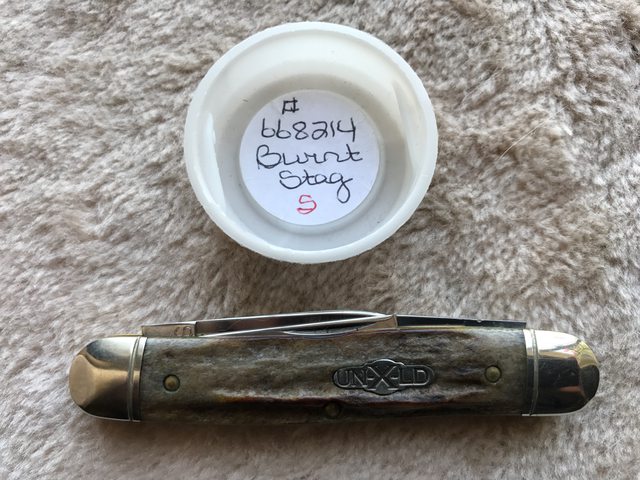 #
668214
Burnt
Stag
S
UN-X-LD